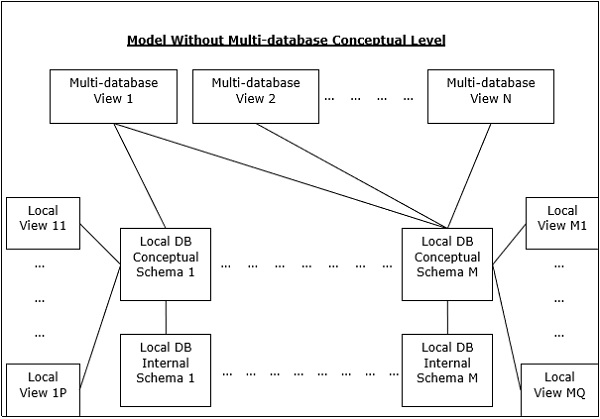 Model Without Multi-database Conceptual Level
Multi-database
View 1
Multi-database
View 2
... ... ... ...
Multi-database
View N
Local
View 11
...
...
...
Local
View 1P
Local DB
Conceptual
Schema 1
... ... ... ... ... ... ...
Local DB
Conceptual
Schema M
Local
View M1
...
...
...
Local
View MQ
Local DB
Internal
Schema 1
... ... ... ... ... ... ...
Local DB
Internal
Schema M